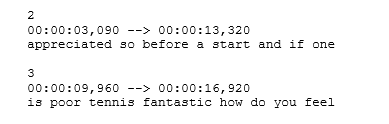 2
00:00:03,090 --> 00:00:13,320
appreciated so before a start and if one
3
00:00:09,960 --> 00:00:16,920
is poor tennis fantastic how do you feel